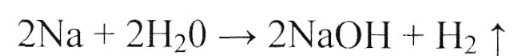 2Na + 2H₂0 → 2NaOH + H₂ ↑